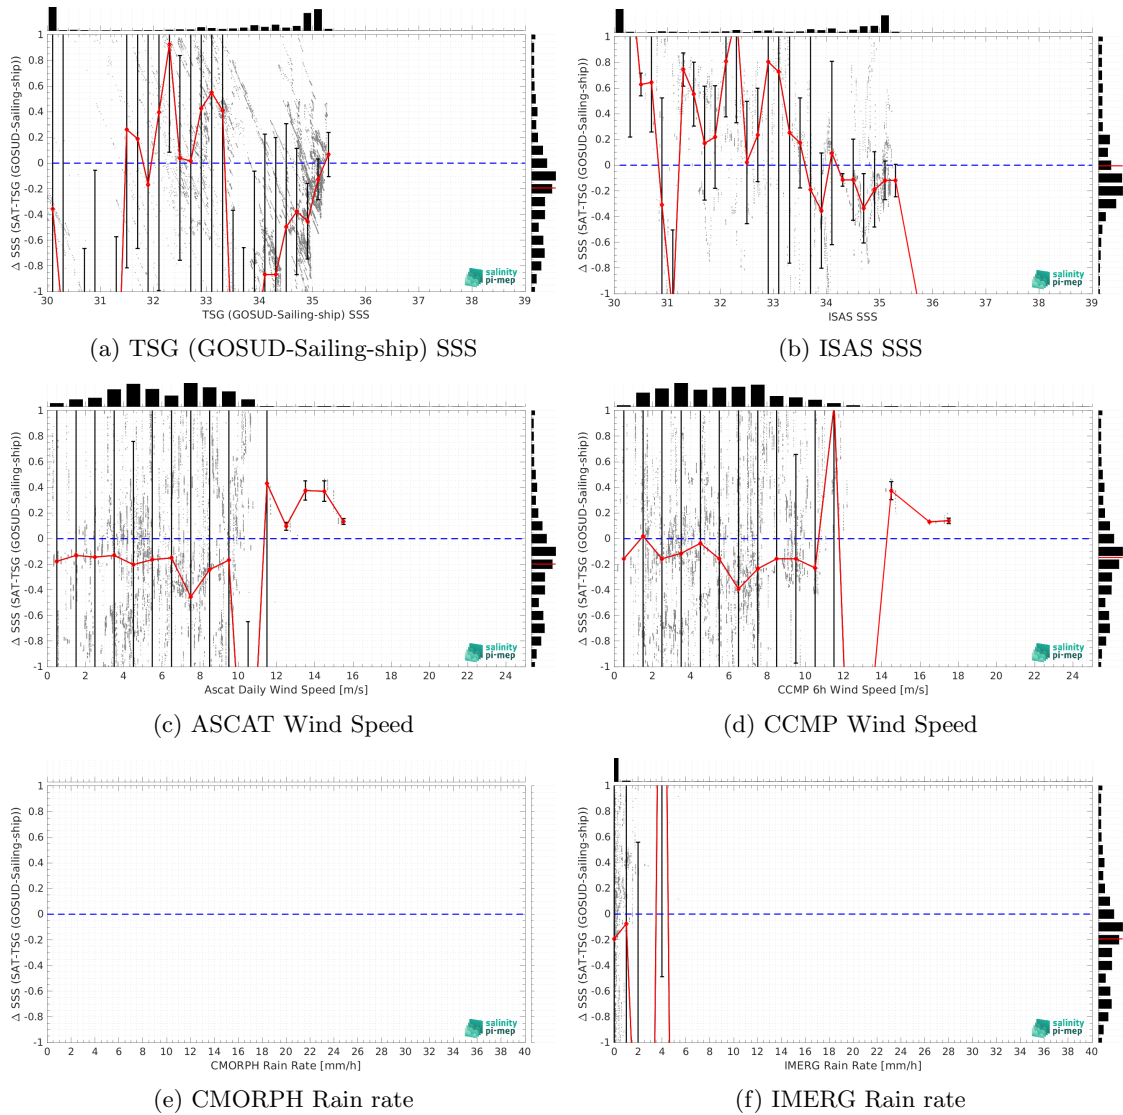 1
0.8
0.6
0.4
0.2
0
-0.2
-0.4
-0.6
-0.8
-1
Δ SSS (SAT-TSG (GOSUD-Sailing-ship))
30 31 32 33 34 35 36 37 38 39
TSG (GOSUD-Sailing-ship) SSS
salinity
pi-mep
(a) TSG (GOSUD-Sailing-ship) SSS
1
0.8
0.6
0.4
0.2
0
-0.2
-0.4
-0.6
-0.8
-1
Δ SSS (SAT-TSG (GOSUD-Sailing-ship))
30 31 32 33 34 35 36 37 38 39
ISAS SSS
salinity
pi-mep
(b) ISAS SSS
1
0.8
0.6
0.4
0.2
0
-0.2
-0.4
-0.6
-0.8
-1
Δ SSS (SAT-TSG (GOSUD-Sailing-ship))
0 2 4 6 8 10 12 14 16 18 20 22 24
Ascat Daily Wind Speed [m/s]
salinity
pi-mep
(c) ASCAT Wind Speed
1
0.8
0.6
0.4
0.2
0
-0.2
-0.4
-0.6
-0.8
-1
Δ SSS (SAT-TSG (GOSUD-Sailing-ship))
0 2 4 6 8 10 12 14 16 18 20 22 24
CCMP 6h Wind Speed [m/s]
salinity
pi-mep
(d) CCMP Wind Speed
1
0.8
0.6
0.4
0.2
0
-0.2
-0.4
-0.6
-0.8
-1
Δ SSS (SAT-TSG (GOSUD-Sailing-ship))
0 2 4 6 8 10 12 14 16 18 20 22 24 26 28 30 32 34 36 38 40
CMORPH Rain Rate [mm/h]
salinity
pi-mep
(e) CMORPH Rain rate
1
0.8
0.6
0.4
0.2
0
-0.2
-0.4
-0.6
-0.8
-1
Δ SSS (SAT-TSG (GOSUD-Sailing-ship))
0 2 4 6 8 10 12 14 16 18 20 22 24 26 28 30 32 34 36 38 40
IMERG Rain Rate [mm/h]
salinity
pi-mep
(f) IMERG Rain rate